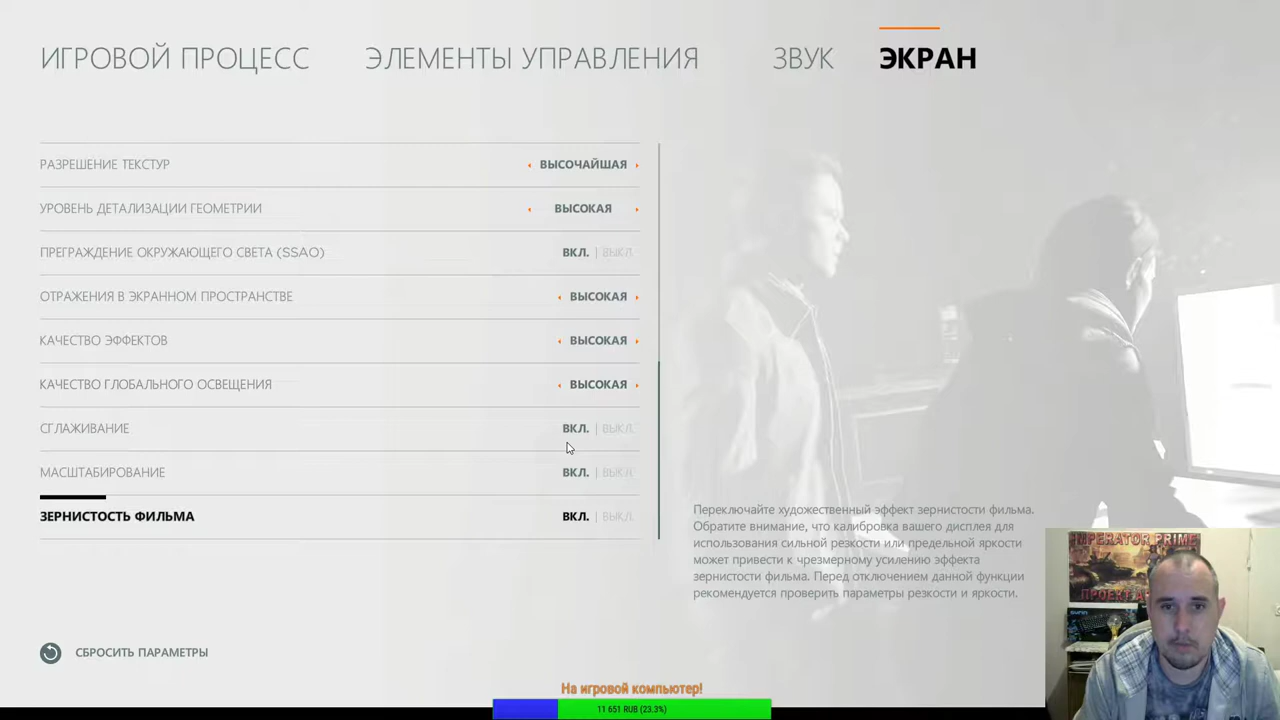 ИГРОВОЙ ПРОЦЕСС ЭЛЕМЕНТЫ УПРАВЛЕНИЯ ЗВУК ЭКРАН
РАЗРЕШЕНИЕ ТЕКСТУР ВЫСОЧАЙШАЯ
УРОВЕНЬ ДЕТАЛИЗАЦИИ ГЕОМЕТРИИ ВЫСОКАЯ
ПРЕГРАЖДЕНИЕ ОКРУЖАЮЩЕГО СВЕТА (SSAO) ВКЛ. | ВЫКЛ.
ОТРАЖЕНИЯ В ЭКРАННОМ ПРОСТРАНСТВЕ ВЫСОКАЯ
КАЧЕСТВО ЭФФЕКТОВ ВЫСОКАЯ
КАЧЕСТВО ГЛОБАЛЬНОГО ОСВЕЩЕНИЯ ВЫСОКАЯ
СГЛАЖИВАНИЕ ВКЛ. | ВЫКЛ.
МАСШТАБИРОВАНИЕ ВКЛ. | ВЫКЛ.
ЗЕРНИСТОСТЬ ФИЛЬМА ВКЛ. | ВЫКЛ.
Переключайте художественный эффект зернистости фильма.
Обратите внимание, что калибровка вашего дисплея для
использования сильной резкости или предельной яркости
может привести к чрезмерному усилению эффекта
зернистости фильма. Перед отключением данной функции
рекомендуется проверить параметры резкости и яркости.
IMPERATOR PRIME
СБРОСИТЬ ПАРАМЕТРЫ
На игровой компьютер!
11 651 RUB (23.3%)